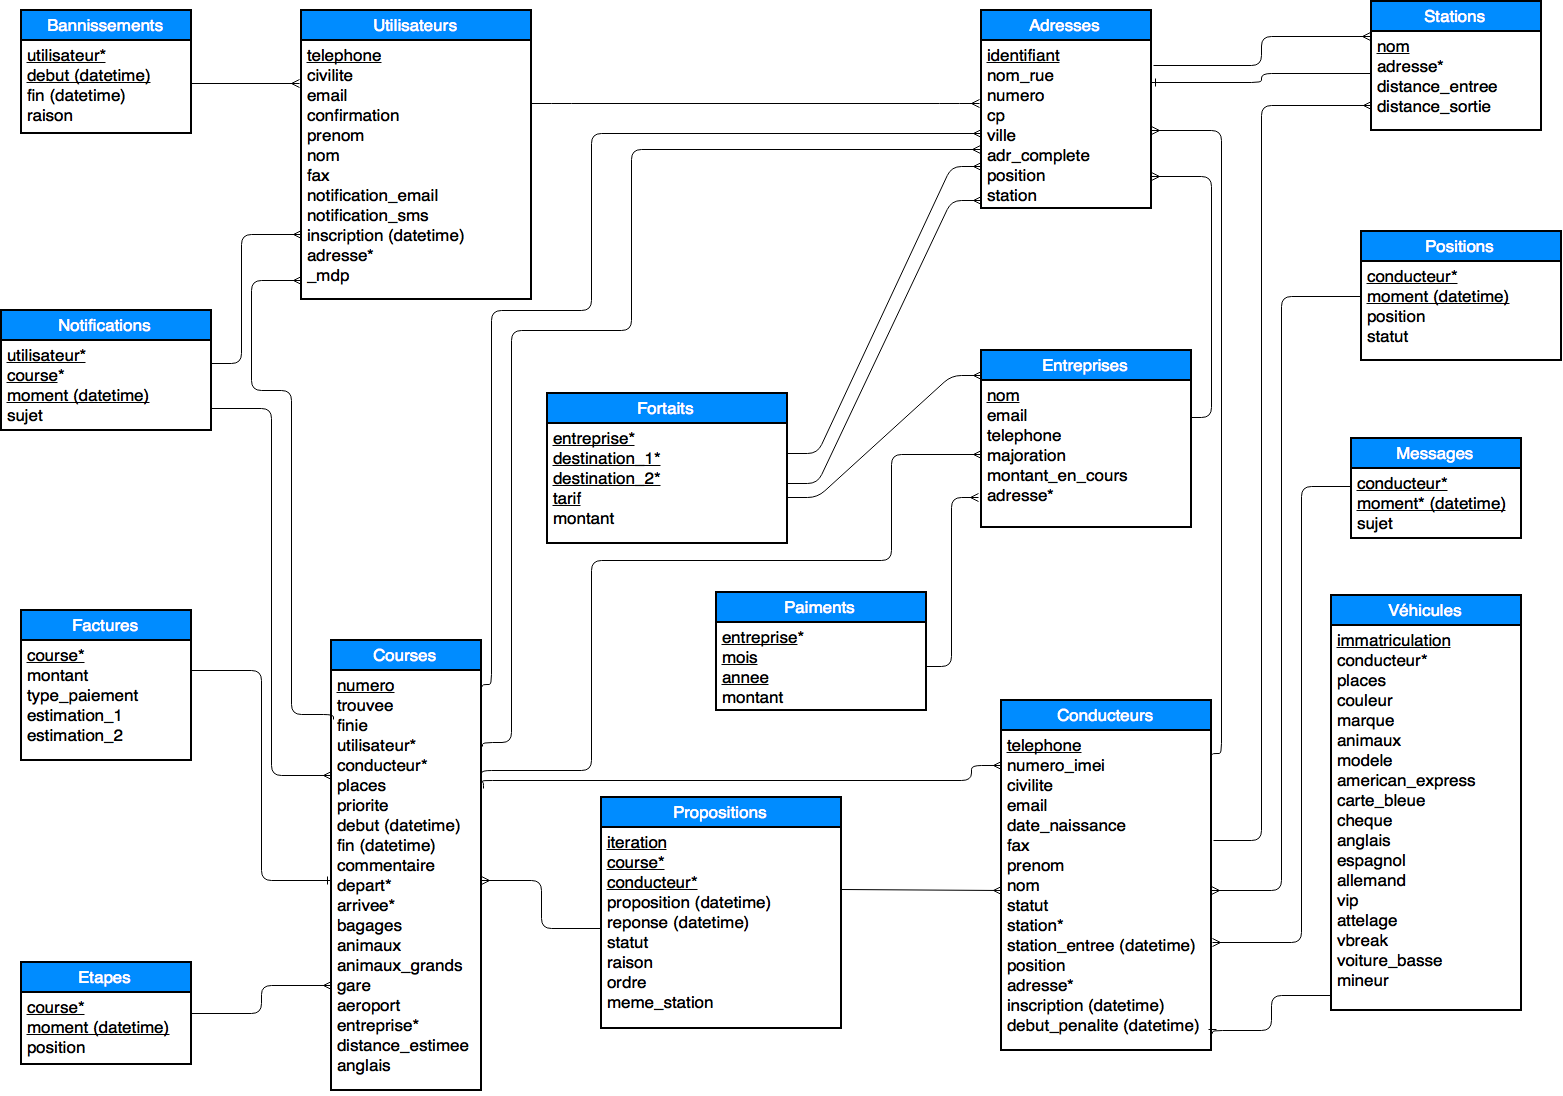 Bannissements
utilisateur*
debut (datetime)
fin (datetime)
raison
Utilisateurs
telephone
civilite
email
confirmation
prenom
nom
fax
notification_email
notification_sms
inscription (datetime)
adresse*
_mdp
Adresses
identifiant
nom_rue
numero
cp
ville
adr_complete
position
station
Stations
nom
adresse*
distance_entree
distance_sortie
Positions
conducteur*
moment (datetime)
position
statut
Notifications
utilisateur*
course*
moment (datetime)
sujet
Fortaits
entreprise*
destination_1*
destination_2*
tarif
montant
Entreprises
nom
email
telephone
majoration
montant_en_cours
adresse*
Messages
conducteur*
moment* (datetime)
sujet
Factures
course*
montant
type_paiement
estimation_1
estimation_2
Courses
numero
trouvee
finie
utilisateur*
conducteur*
places
priorite
debut (datetime)
fin (datetime)
commentaire
depart*
arrivee*
bagages
animaux
animaux_grands
gare
aeroport
entreprise*
distance_estimee
anglais
Paiments
entreprise*
mois
annee
montant
Véhicules
immatriculation
conducteur*
places
couleur
marque
animaux
modele
american_express
carte_bleue
cheque
anglais
espagnol
allemand
vip
attelage
vbreak
voiture_basse
mineur
Propositions
iteration
course*
conducteur*
proposition (datetime)
reponse (datetime)
statut
raison
ordre
meme_station
Conducteurs
telephone
numero_imei
civilite
email
date_naissance
fax
prenom
nom
statut
station*
station_entree (datetime)
position
adresse*
inscription (datetime)
debut_penalite (datetime)
Etapes
course*
moment (datetime)
position